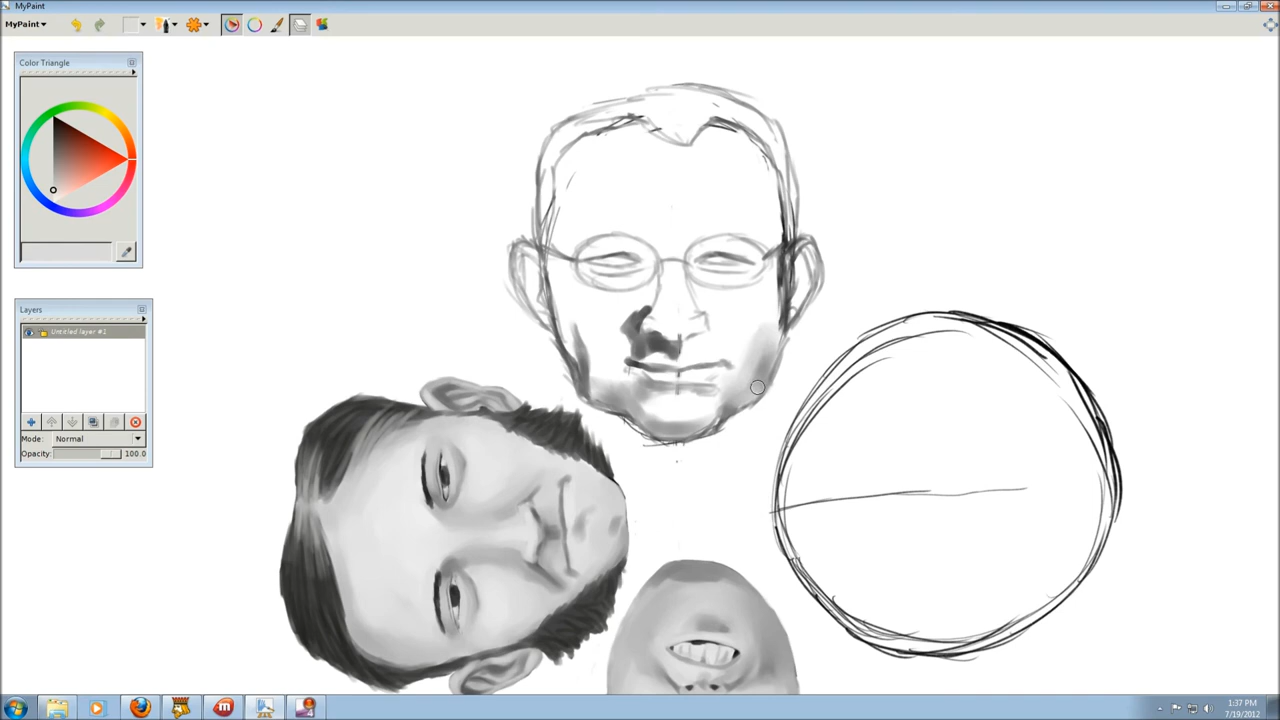 MyPaint
MyPaint
Color Triangle
Layers
Untitled layer #1
Mode: Normal
Opacity: 100.0
1:37 PM
7/19/2012